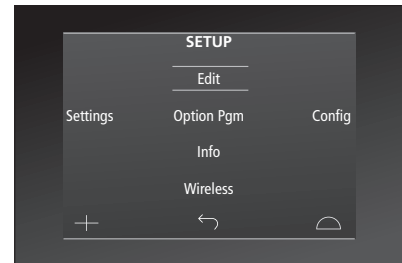 SETUP
Edit
Settings Option Pgm Config
Info
Wireless